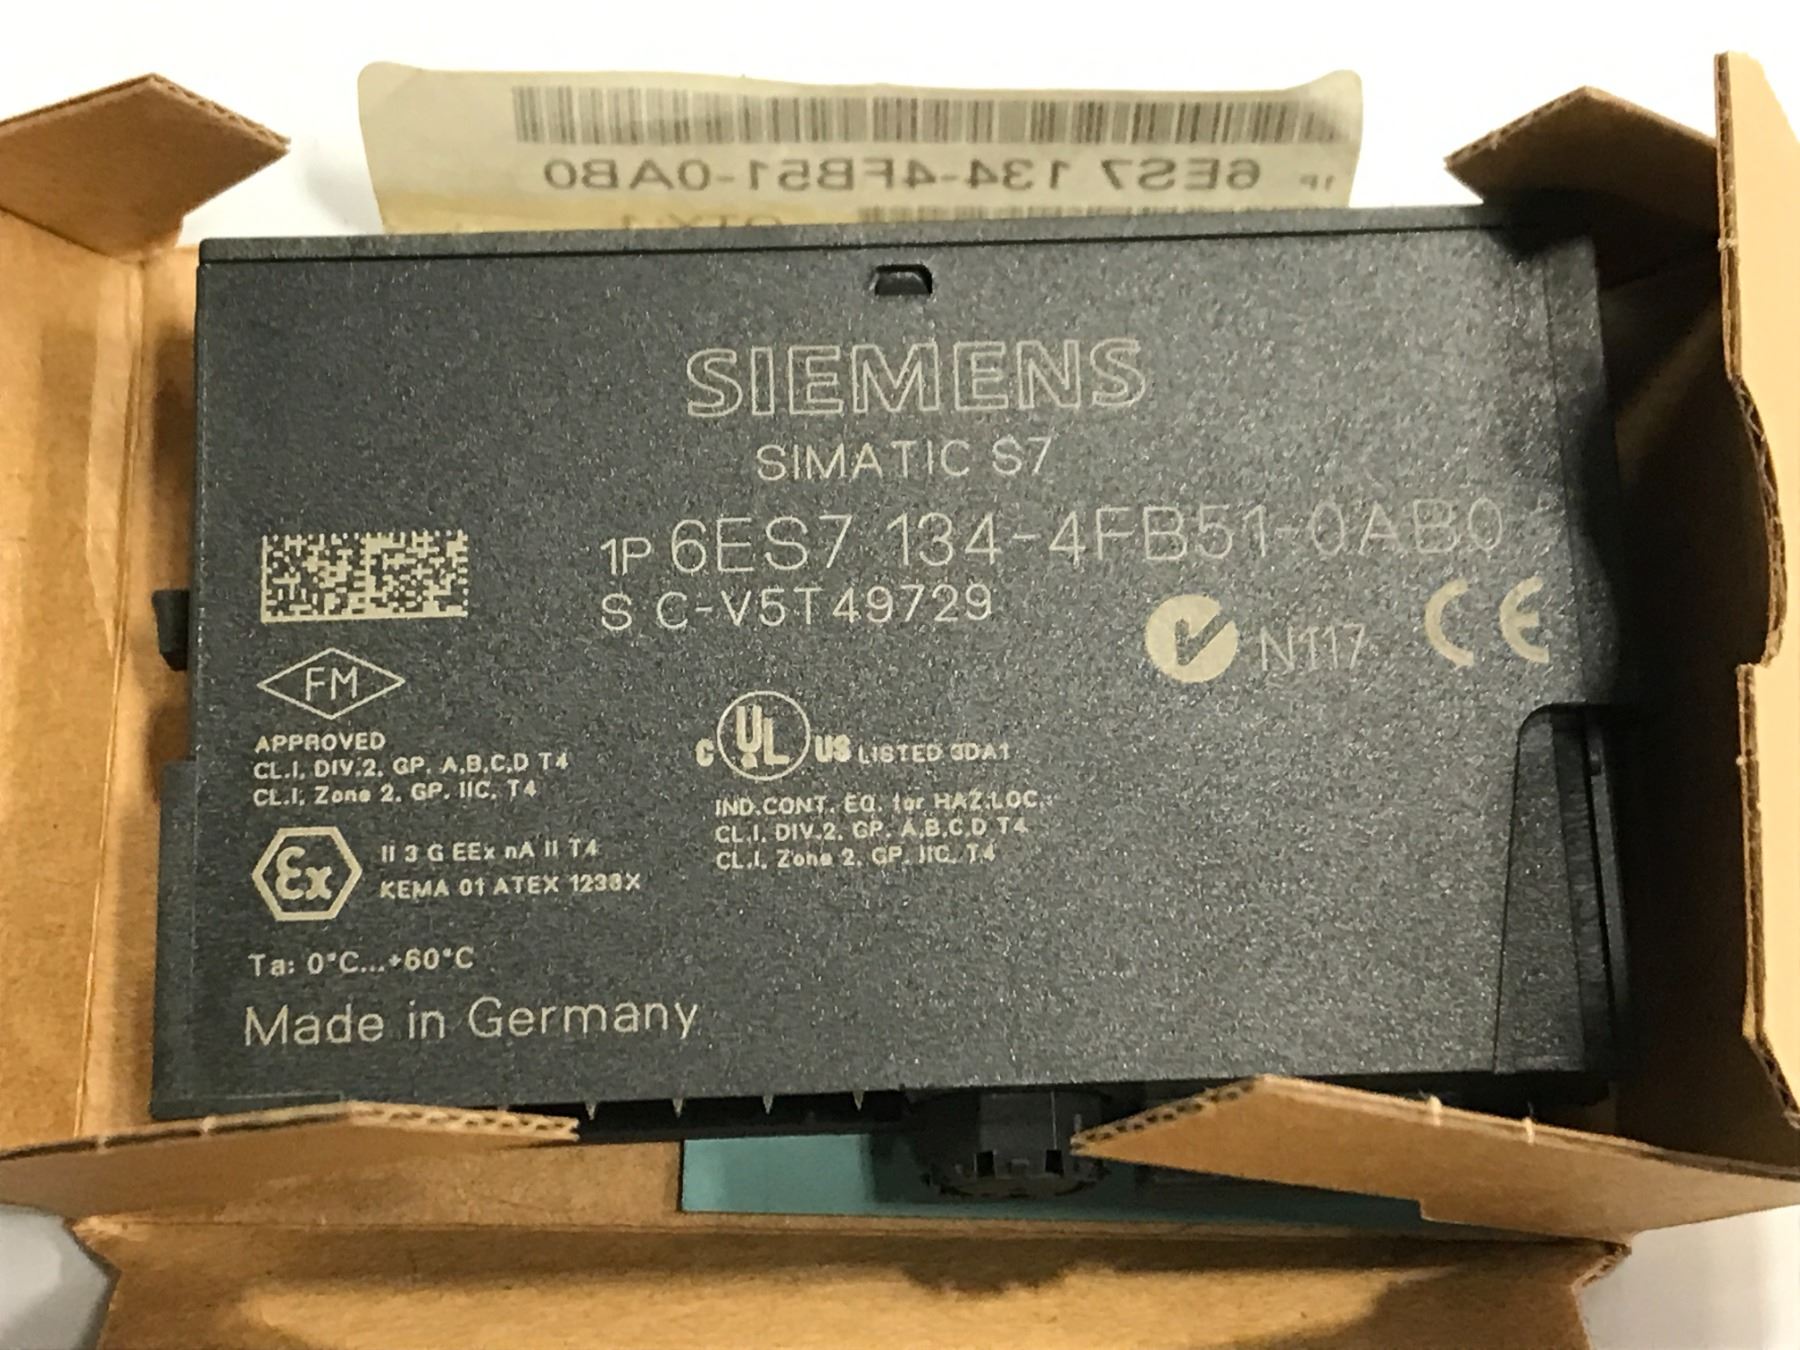 1P 6ES7 134-4FB51-0AB0
QTY:1
SIEMENS
SIMATIC S7
1P 6ES7 134-4FB51-0AB0
S C-V5T49729
N117 CE
FM
APPROVED
CL.I, DIV.2, GP. A,B,C,D T4
CL.I, Zone 2, GP. IIC, T4
C UL US LISTED 3DA1
IND.CONT. EQ. for HAZ.LOC.:
CL.I, DIV.2, GP. A,B,C,D T4
CL.I, Zone 2, GP. IIC, T4
Ex
II 3 G EEx nA II T4
KEMA 01 ATEX 1238X
Ta: 0°C...+60°C
Made in Germany